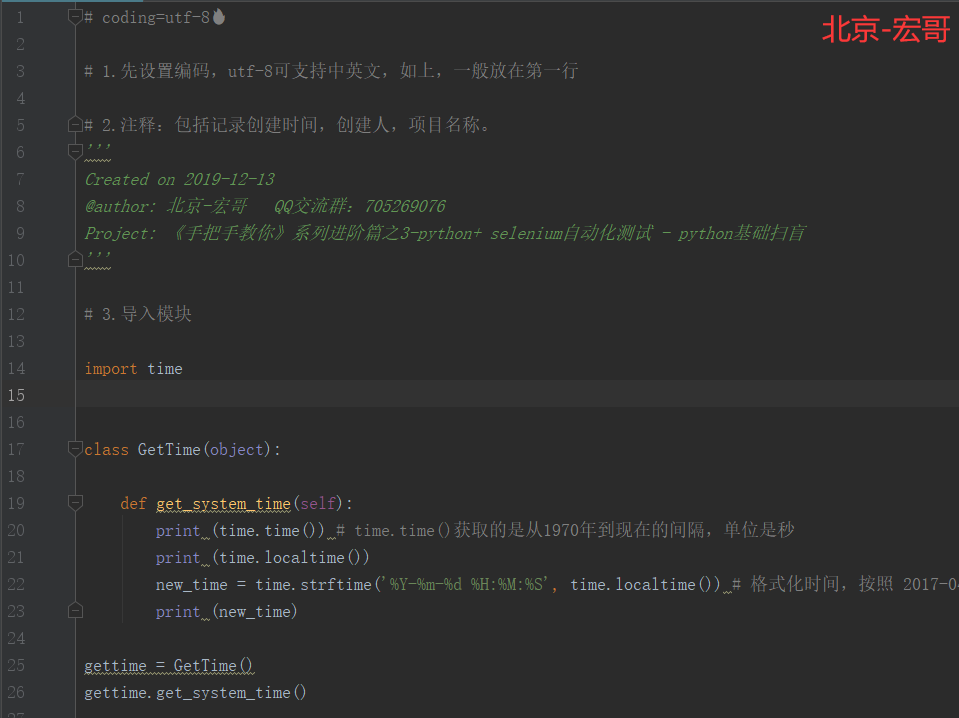 北京-宏哥
1 # coding=utf-8
2
3 # 1.先设置编码，utf-8可支持中英文，如上，一般放在第一行
4
5 # 2.注释：包括记录创建时间，创建人，项目名称。
6 '''
7 Created on 2019-12-13
8 @author: 北京-宏哥   QQ交流群：705269076
9 Project: 《手把手教你》系列进阶篇之3-python+ selenium自动化测试 - python基础扫盲
10 '''
11
12 # 3.导入模块
13
14 import time
15
16
17 class GetTime(object):
18
19     def get_system_time(self):
20         print (time.time()) # time.time()获取的是从1970年到现在的间隔，单位是秒
21         print (time.localtime())
22         new_time = time.strftime('%Y-%m-%d %H:%M:%S', time.localtime()) # 格式化时间，按照 2017-0
23         print (new_time)
24
25 gettime = GetTime()
26 gettime.get_system_time()